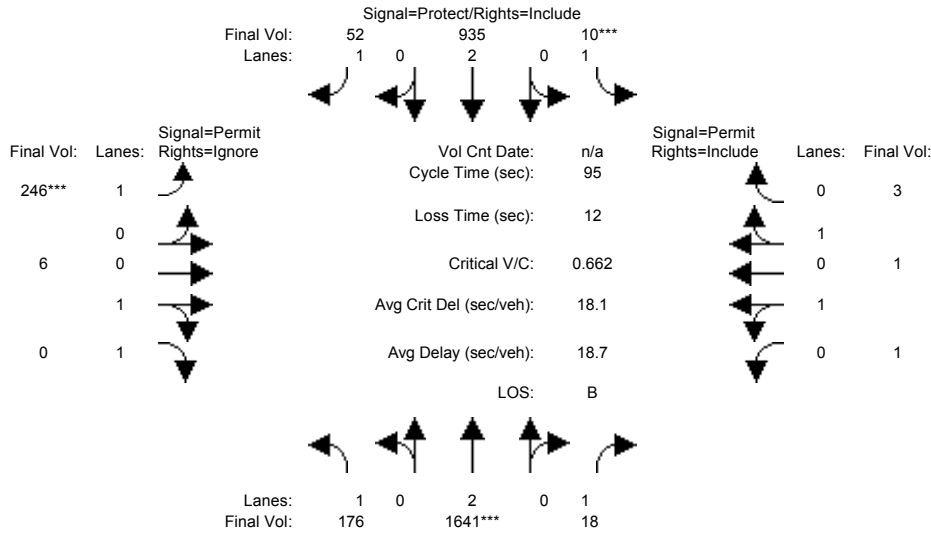 Signal=Protect/Rights=Include
Final Vol: 52 935 10***
Lanes: 1 0 2 0 1
Signal=Permit Signal=Permit
Final Vol: Lanes: Rights=Ignore Vol Cnt Date: n/a Rights=Include Lanes: Final Vol:
Cycle Time (sec): 95
246*** 1 0 3
Loss Time (sec): 12
0 1
6 0 Critical V/C: 0.662 0 1
1 Avg Crit Del (sec/veh): 18.1 1
0 1 Avg Delay (sec/veh): 18.7 0 1
LOS: B
Lanes: 1 0 2 0 1
Final Vol: 176 1641*** 18